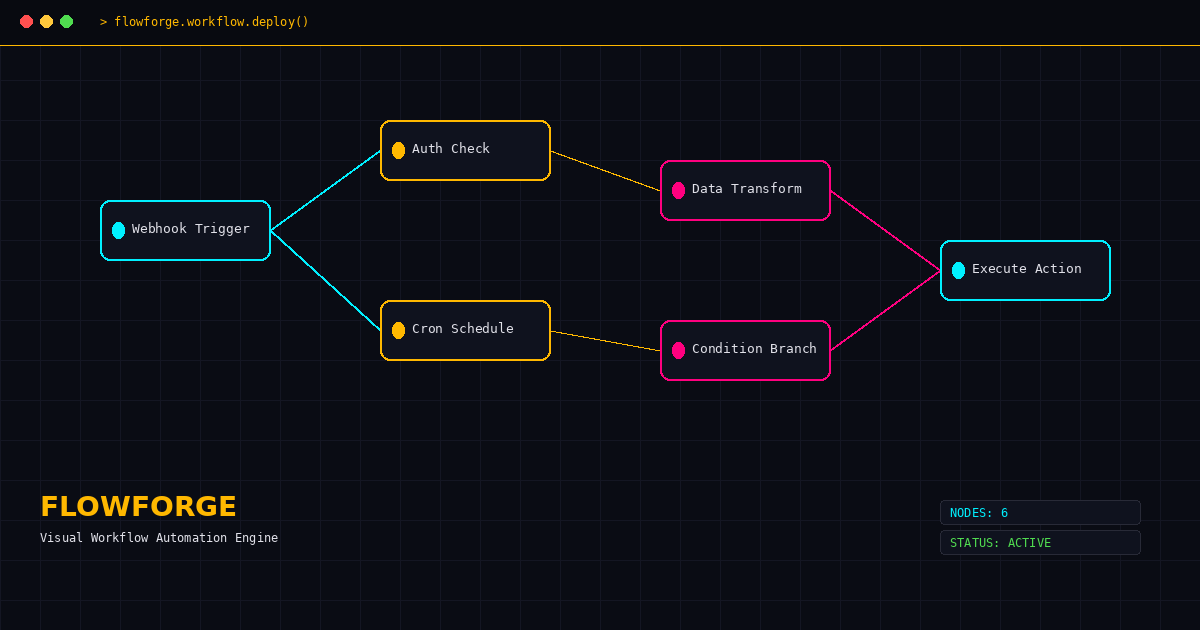 > flowforge.workflow.deploy()
Auth Check
Data Transform
Webhook Trigger
Execute Action
Cron Schedule
Condition Branch
FLOWFORGE
Visual Workflow Automation Engine
NODES: 6
STATUS: ACTIVE